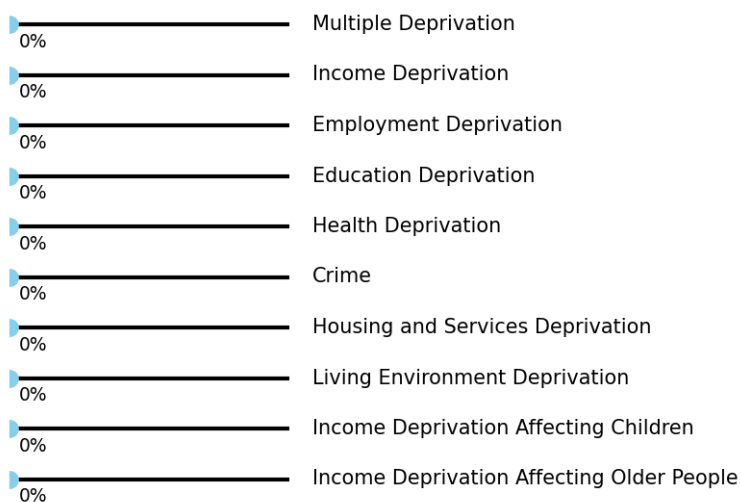 Multiple Deprivation
0%
Income Deprivation
0%
Employment Deprivation
0%
Education Deprivation
0%
Health Deprivation
0%
Crime
0%
Housing and Services Deprivation
0%
Living Environment Deprivation
0%
Income Deprivation Affecting Children
0%
Income Deprivation Affecting Older People
0%